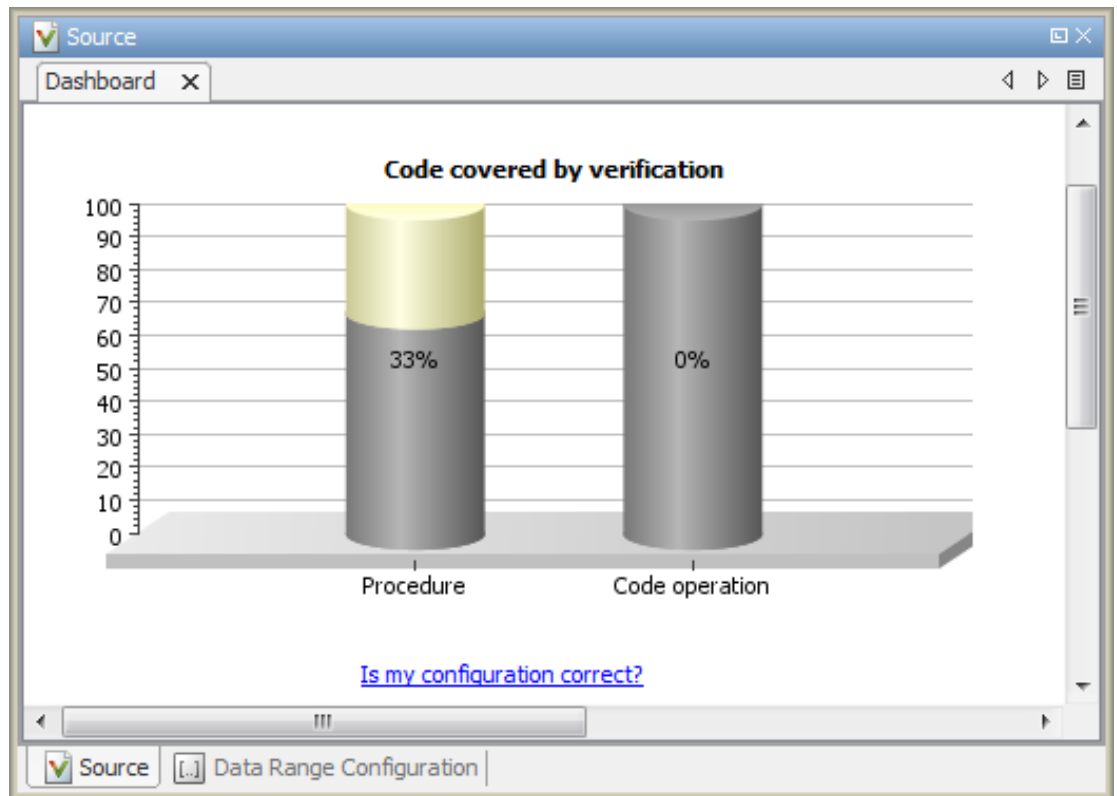 Source
Dashboard
Code covered by verification
100
90
80
70
60
50
40
30
20
10
0
33%
0%
Procedure
Code operation
Is my configuration correct?
Source
[..] Data Range Configuration